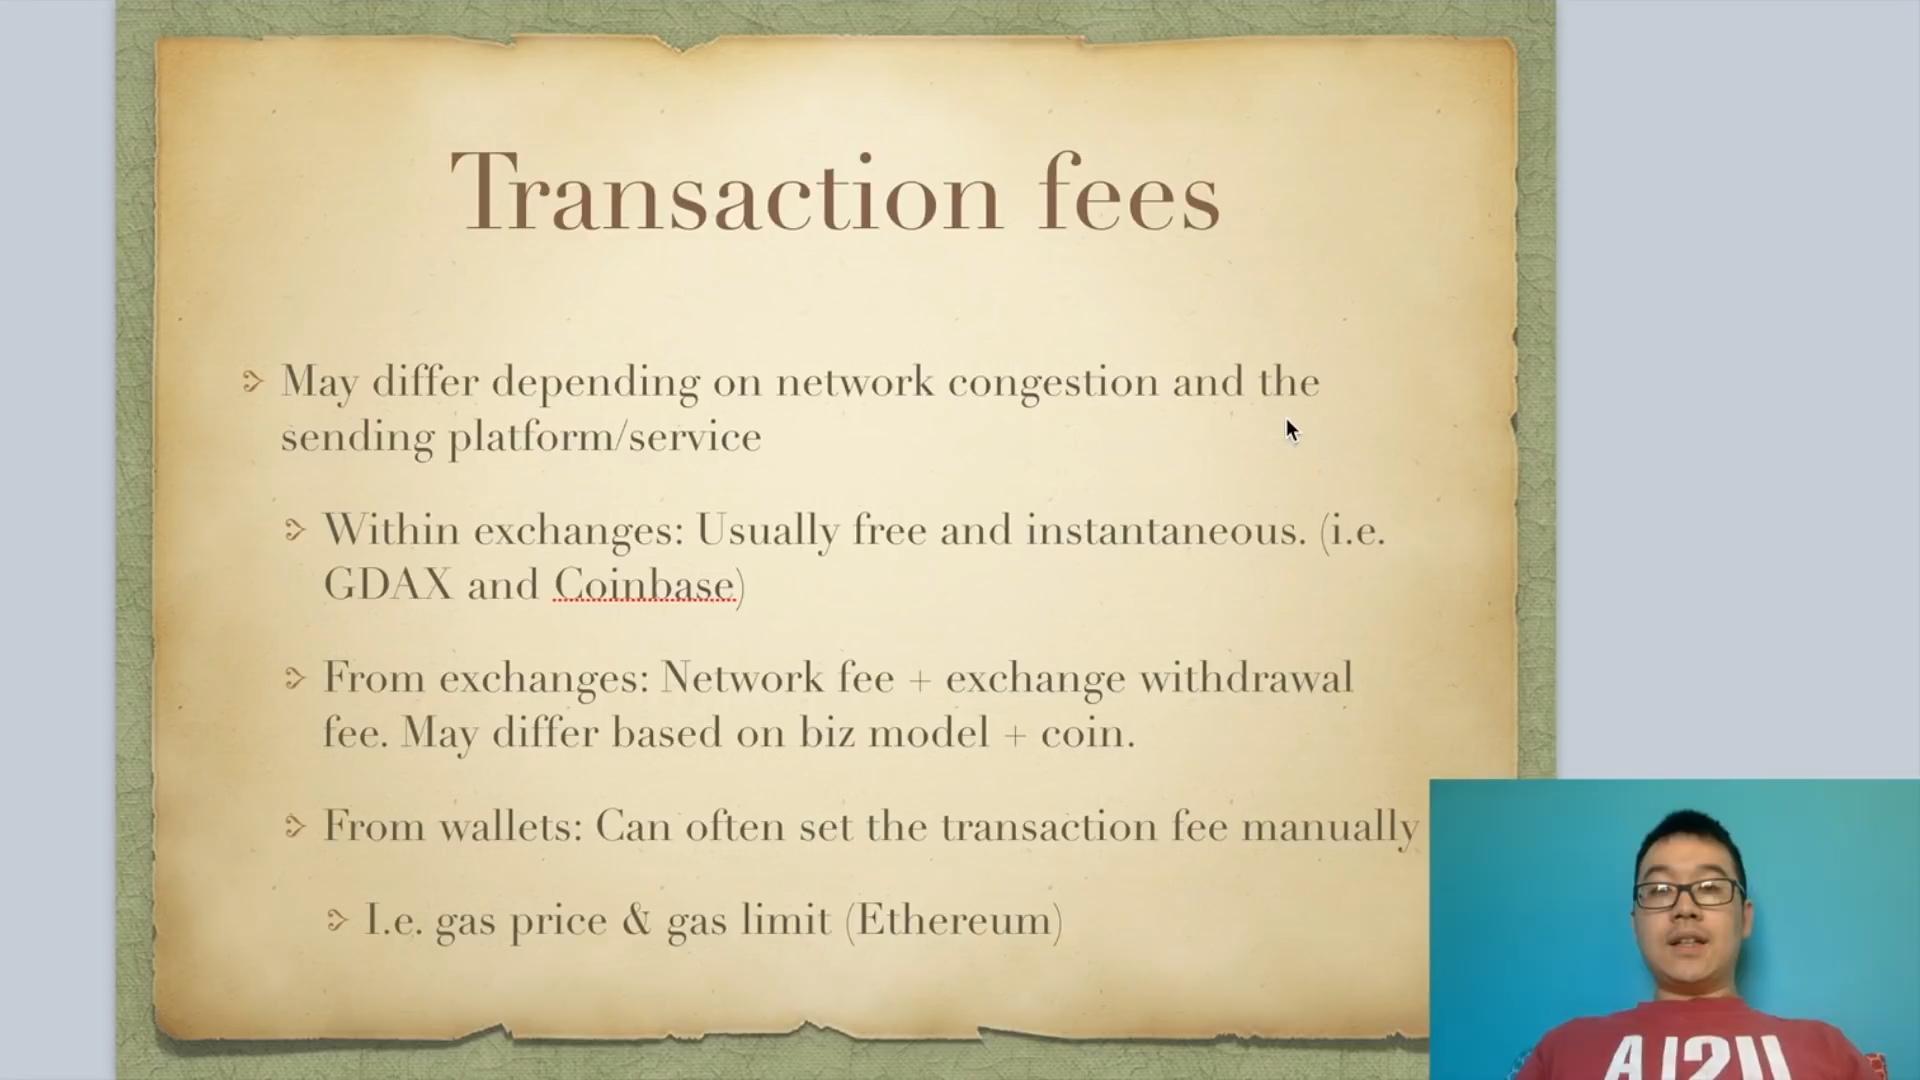 Transaction fees
May differ depending on network congestion and the
sending platform/service
Within exchanges: Usually free and instantaneous. (i.e.
GDAX and Coinbase)
From exchanges: Network fee + exchange withdrawal
fee. May differ based on biz model + coin.
From wallets: Can often set the transaction fee manually
I.e. gas price & gas limit (Ethereum)